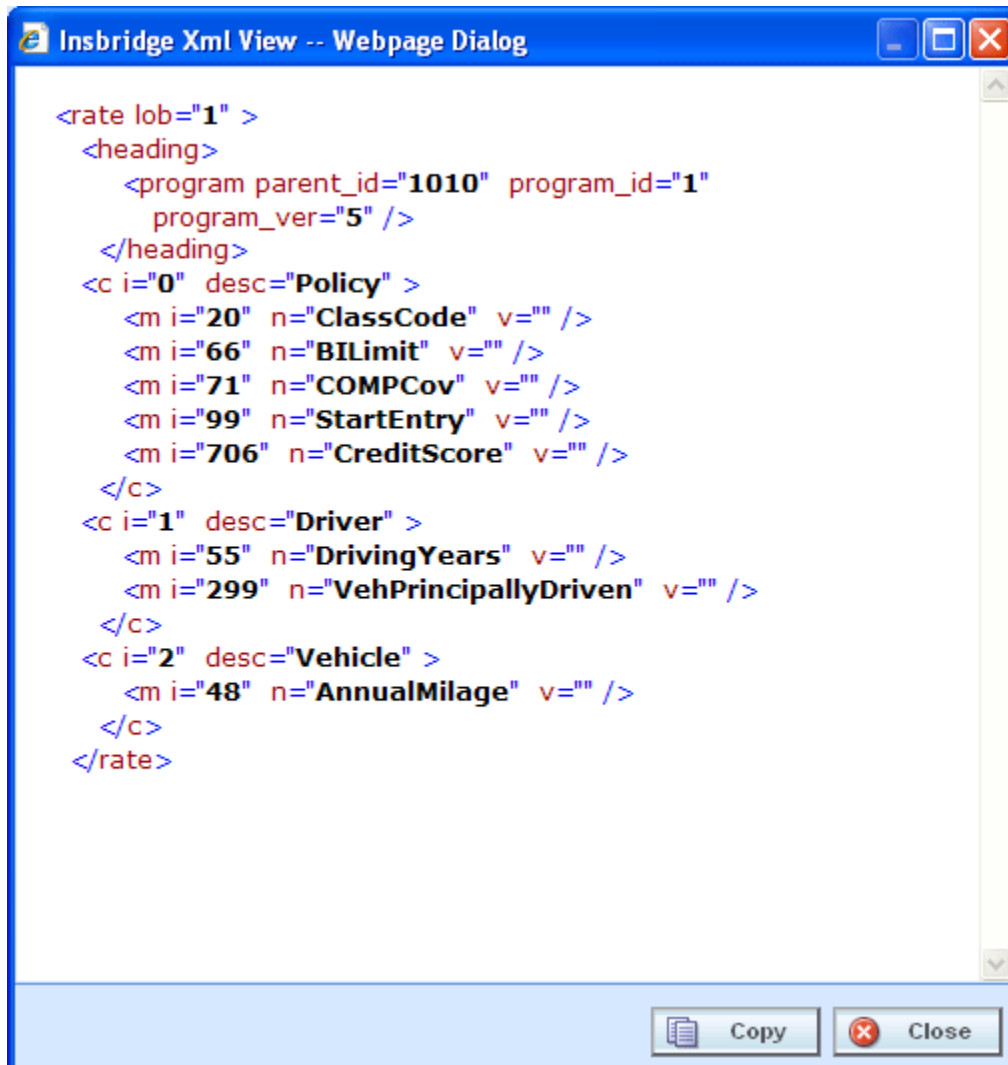 Insbridge Xml View -- Webpage Dialog
<rate lob="1" >
<heading>
<program parent_id="1010" program_id="1"
program_ver="5" />
</heading>
<c i="0" desc="Policy" >
<m i="20" n="ClassCode" v="" />
<m i="66" n="BILimit" v="" />
<m i="71" n="COMPCov" v="" />
<m i="99" n="StartEntry" v="" />
<m i="706" n="CreditScore" v="" />
</c>
<c i="1" desc="Driver" >
<m i="55" n="DrivingYears" v="" />
<m i="299" n="VehPrincipallyDriven" v="" />
</c>
<c i="2" desc="Vehicle" >
<m i="48" n="AnnualMilage" v="" />
</c>
</rate>
Copy Close